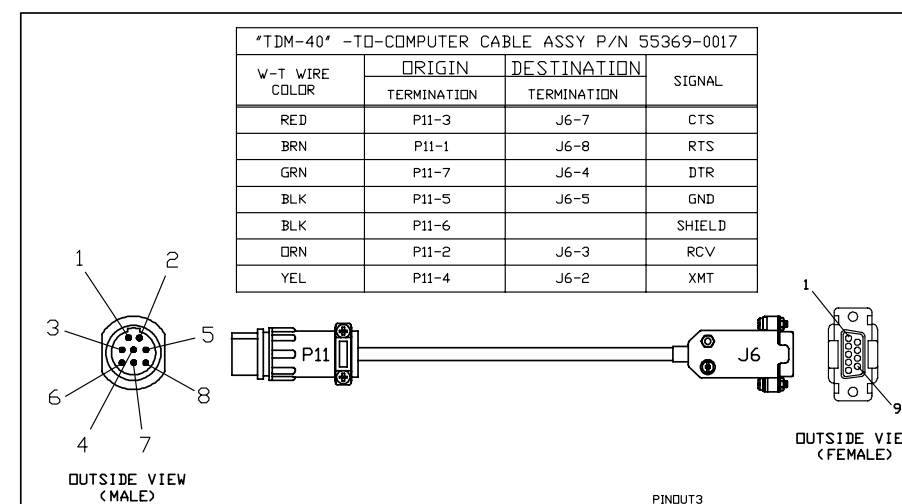 "TDM-40" -TO-COMPUTER CABLE ASSY P/N 55369-0017
W-T WIRE COLOR ORIGIN TERMINATION DESTINATION TERMINATION SIGNAL
RED P11-3 J6-7 CTS
BRN P11-1 J6-8 RTS
GRN P11-7 J6-4 DTR
BLK P11-5 J6-5 GND
BLK P11-6 SHIELD
ORN P11-2 J6-3 RCV
YEL P11-4 J6-2 XMT
1 2
3 5
6 8
4 7
OUTSIDE VIEW
(MALE)
P11
J6
1
9
OUTSIDE VIE
(FEMALE)
PINOUT3